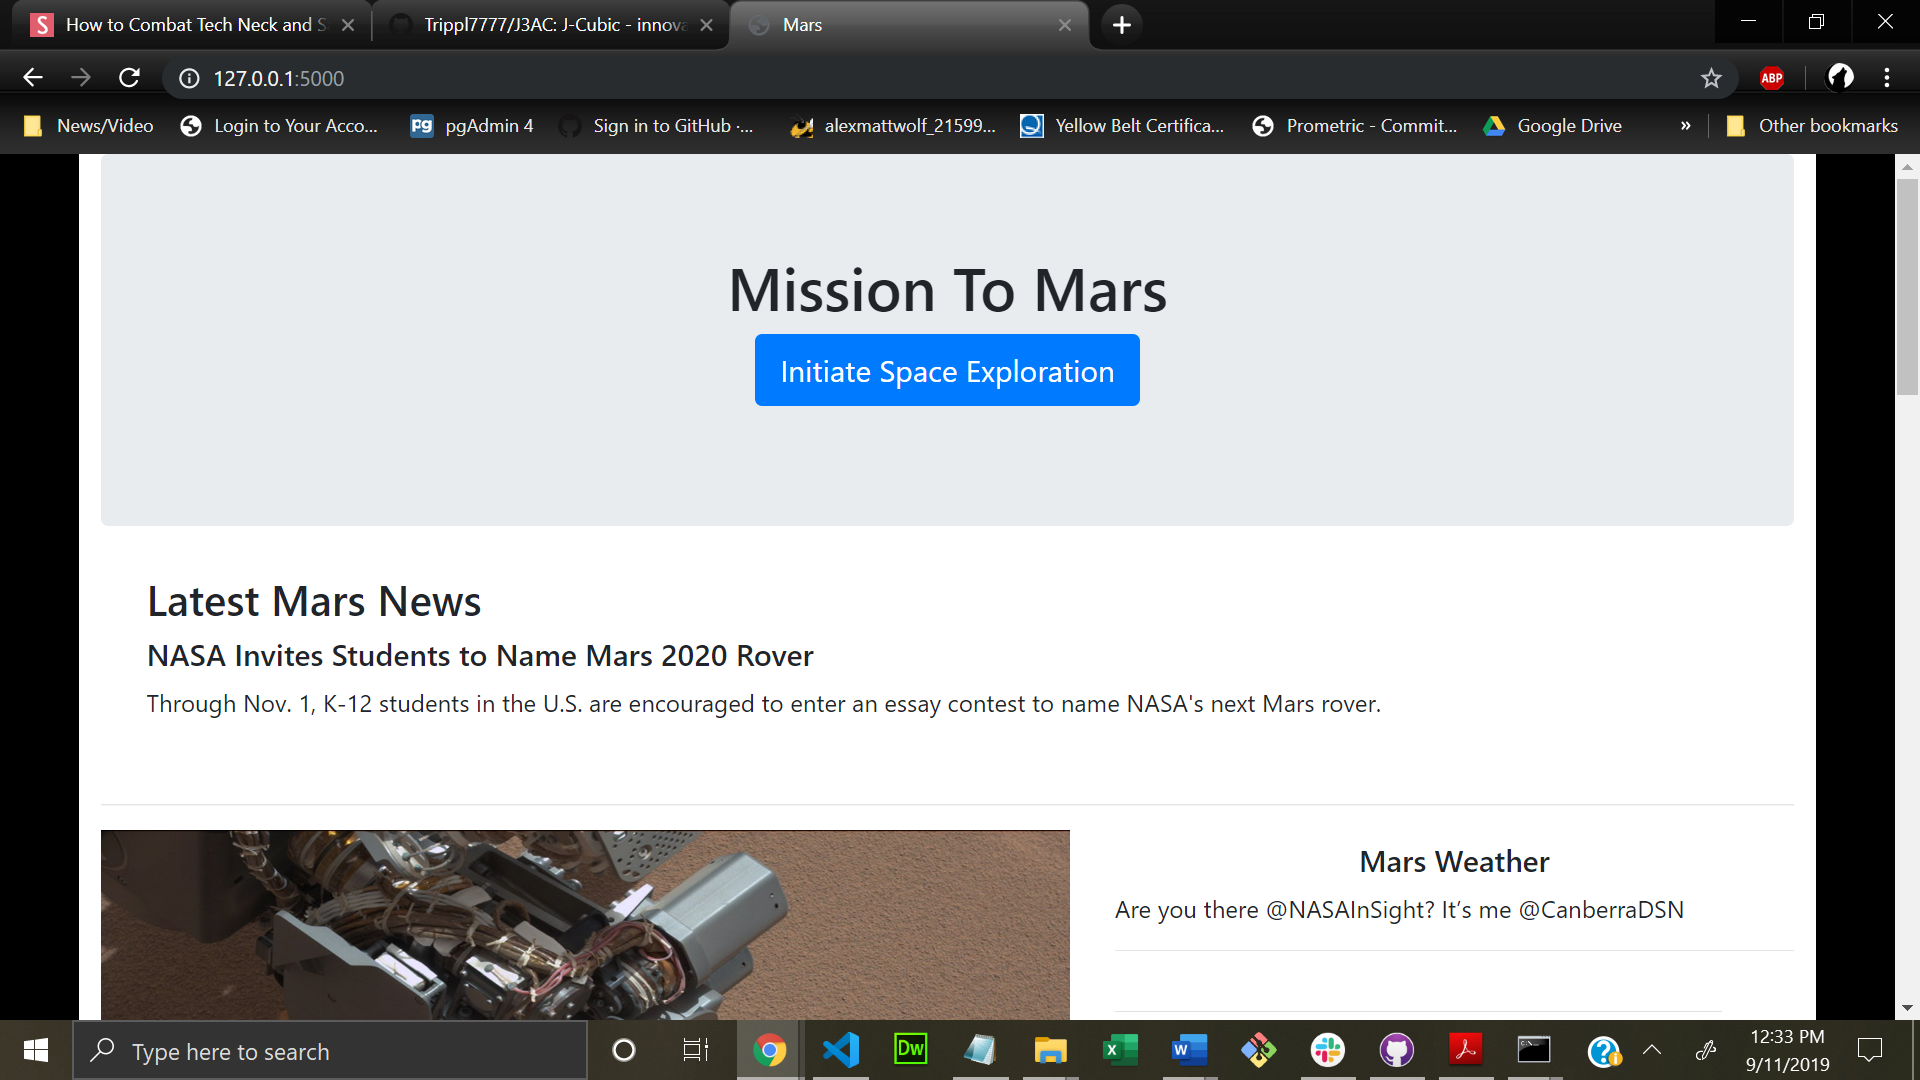 How to Combat Tech Neck and S
Trippl7777/J3AC: J-Cubic - innova
Mars
127.0.0.1:5000
ABP
News/Video
Login to Your Acco...
pgAdmin 4
Sign in to GitHub ·...
alexmattwolf_21599...
Yellow Belt Certifica...
Prometric - Commit...
Google Drive
»
Other bookmarks
Mission To Mars
Initiate Space Exploration
Latest Mars News
NASA Invites Students to Name Mars 2020 Rover
Through Nov. 1, K-12 students in the U.S. are encouraged to enter an essay contest to name NASA's next Mars rover.
Mars Weather
Are you there @NASAInSight? It’s me @CanberraDSN
Type here to search
Dw
12:33 PM
9/11/2019